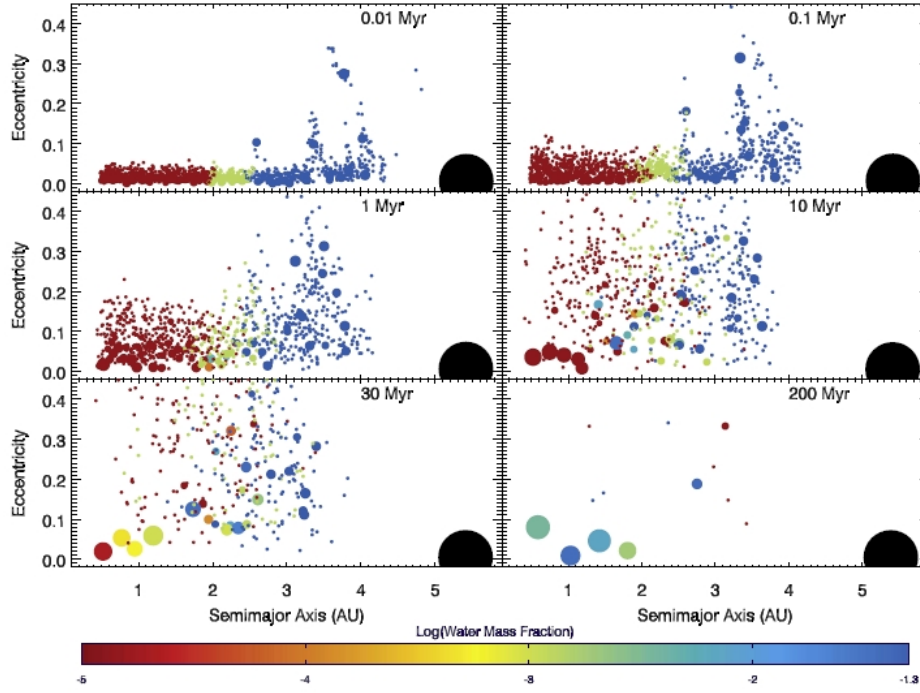 0.01 Myr
0.1 Myr
Eccentricity
0.4
0.3
0.2
0.1
0.0
1 Myr
10 Myr
Eccentricity
0.4
0.3
0.2
0.1
0.0
30 Myr
200 Myr
Eccentricity
0.4
0.3
0.2
0.1
0.0
1 2 3 4 5 1 2 3 4 5
Semimajor Axis (AU) Semimajor Axis (AU)
Log(Water Mass Fraction)
-5 -4 -3 -2 -1.3